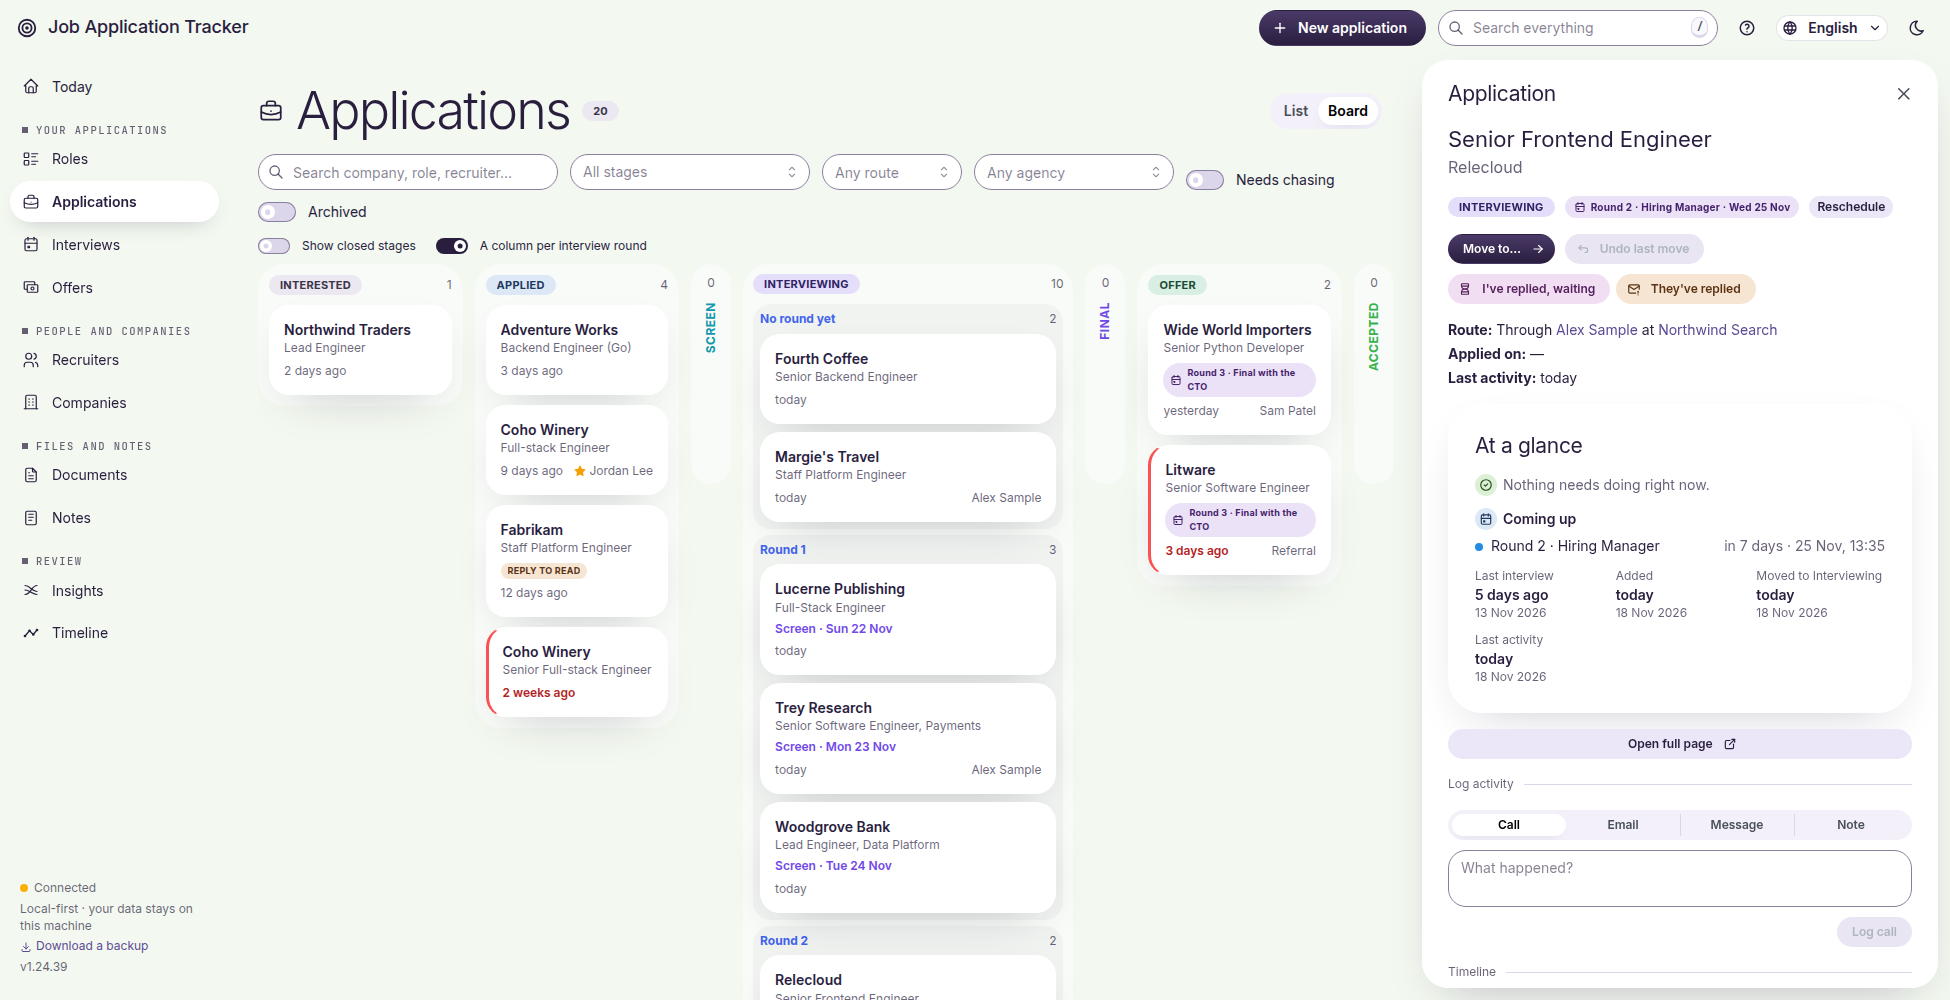 Job Application Tracker
New application
Search everything
/
English
Today
YOUR APPLICATIONS
Roles
Applications
Interviews
Offers
PEOPLE AND COMPANIES
Recruiters
Companies
FILES AND NOTES
Documents
Notes
REVIEW
Insights
Timeline
Connected
Local-first · your data stays on
this machine
Download a backup
v1.24.39
Applications
20
List
Board
Search company, role, recruiter...
All stages
Any route
Any agency
Needs chasing
Archived
Show closed stages
A column per interview round
INTERESTED
1
Northwind Traders
Lead Engineer
2 days ago
APPLIED
4
Adventure Works
Backend Engineer (Go)
3 days ago
Coho Winery
Full-stack Engineer
9 days ago
Jordan Lee
Fabrikam
Staff Platform Engineer
REPLY TO READ
12 days ago
Coho Winery
Senior Full-stack Engineer
2 weeks ago
0
SCREEN
INTERVIEWING
10
No round yet
2
Fourth Coffee
Senior Backend Engineer
today
Margie's Travel
Staff Platform Engineer
today
Alex Sample
Round 1
3
Lucerne Publishing
Full-Stack Engineer
Screen · Sun 22 Nov
today
Trey Research
Senior Software Engineer, Payments
Screen · Mon 23 Nov
today
Alex Sample
Woodgrove Bank
Lead Engineer, Data Platform
Screen · Tue 24 Nov
today
Round 2
2
Relecloud
Senior Frontend Engineer
0
FINAL
OFFER
2
Wide World Importers
Senior Python Developer
Round 3 · Final with the
CTO
yesterday
Sam Patel
Litware
Senior Software Engineer
Round 3 · Final with the
CTO
3 days ago
Referral
0
ACCEPTED
Application
Senior Frontend Engineer
Relecloud
INTERVIEWING
Round 2 · Hiring Manager · Wed 25 Nov
Reschedule
Move to...
Undo last move
I've replied, waiting
They've replied
Route: Through Alex Sample at Northwind Search
Applied on: —
Last activity: today
At a glance
Nothing needs doing right now.
Coming up
Round 2 · Hiring Manager
in 7 days · 25 Nov, 13:35
Last interview
5 days ago
13 Nov 2026
Added
today
18 Nov 2026
Moved to Interviewing
today
18 Nov 2026
Last activity
today
18 Nov 2026
Open full page
Log activity
Call
Email
Message
Note
What happened?
Log call
Timeline